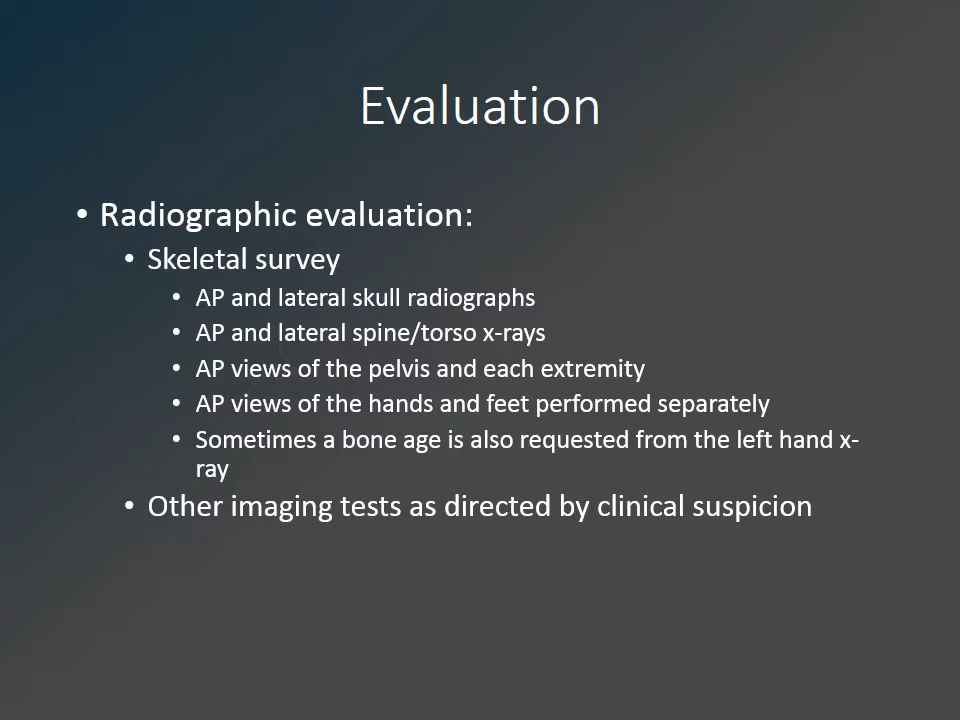 Evaluation
• Radiographic evaluation:
• Skeletal survey
• AP and lateral skull radiographs
• AP and lateral spine/torso x-rays
• AP views of the pelvis and each extremity
• AP views of the hands and feet performed separately
• Sometimes a bone age is also requested from the left hand x-
ray
• Other imaging tests as directed by clinical suspicion